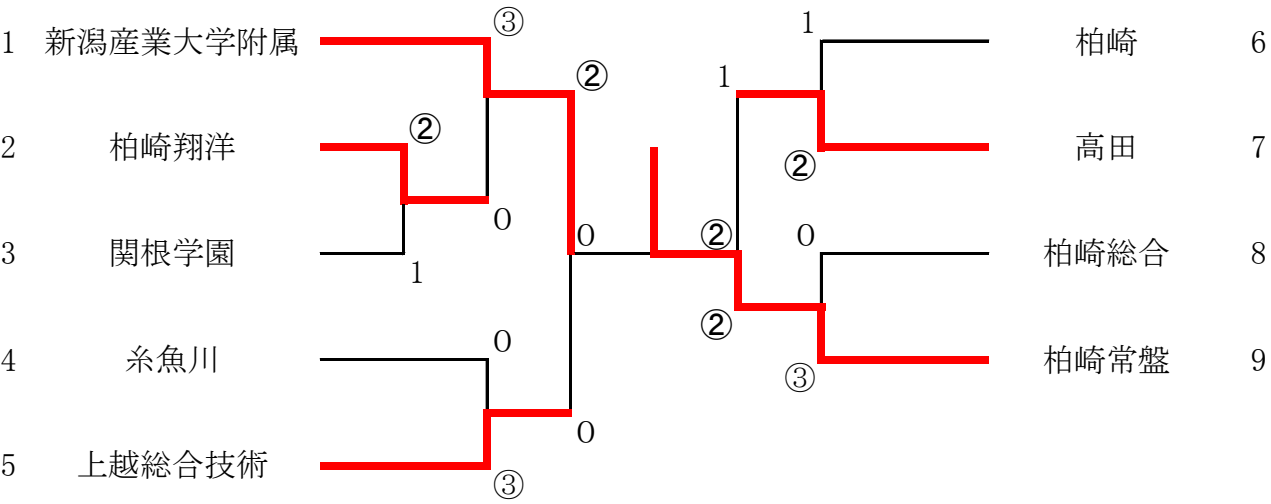 ③
1
1 新潟産業大学附属
柏崎 6
②
1
②
2 柏崎翔洋
高田 7
②
0
0
②
0
3 関根学園
柏崎総合 8
1
0
②
4 糸魚川
柏崎常盤 9
③
0
5 上越総合技術
③